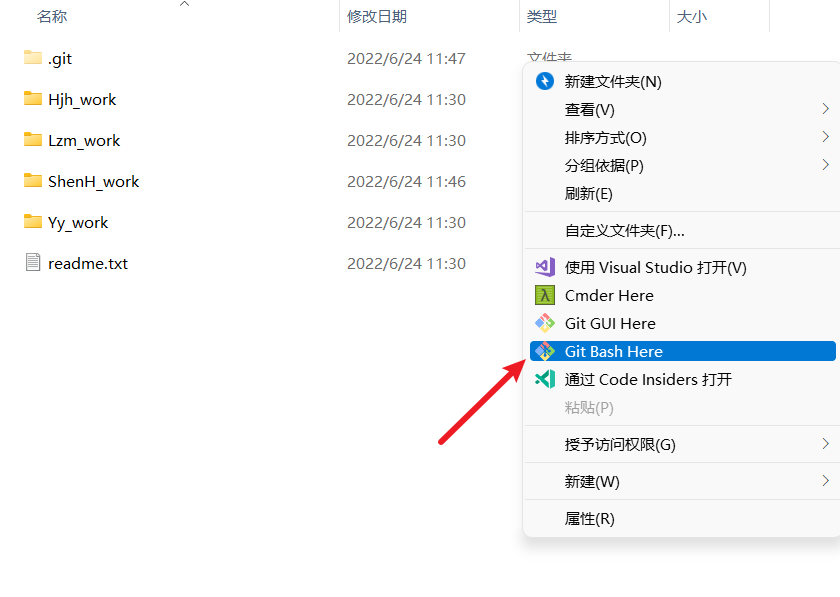 名称 修改日期 类型 大小
.git 2022/6/24 11:47 文件夹
Hjh_work 2022/6/24 11:30
Lzm_work 2022/6/24 11:30
ShenH_work 2022/6/24 11:46
Yy_work 2022/6/24 11:30
readme.txt 2022/6/24 11:30
新建文件夹(N)
查看(V)
排序方式(O)
分组依据(P)
刷新(E)
自定义文件夹(F)...
使用 Visual Studio 打开(V)
Cmder Here
Git GUI Here
Git Bash Here
通过 Code Insiders 打开
粘贴(P)
授予访问权限(G)
新建(W)
属性(R)